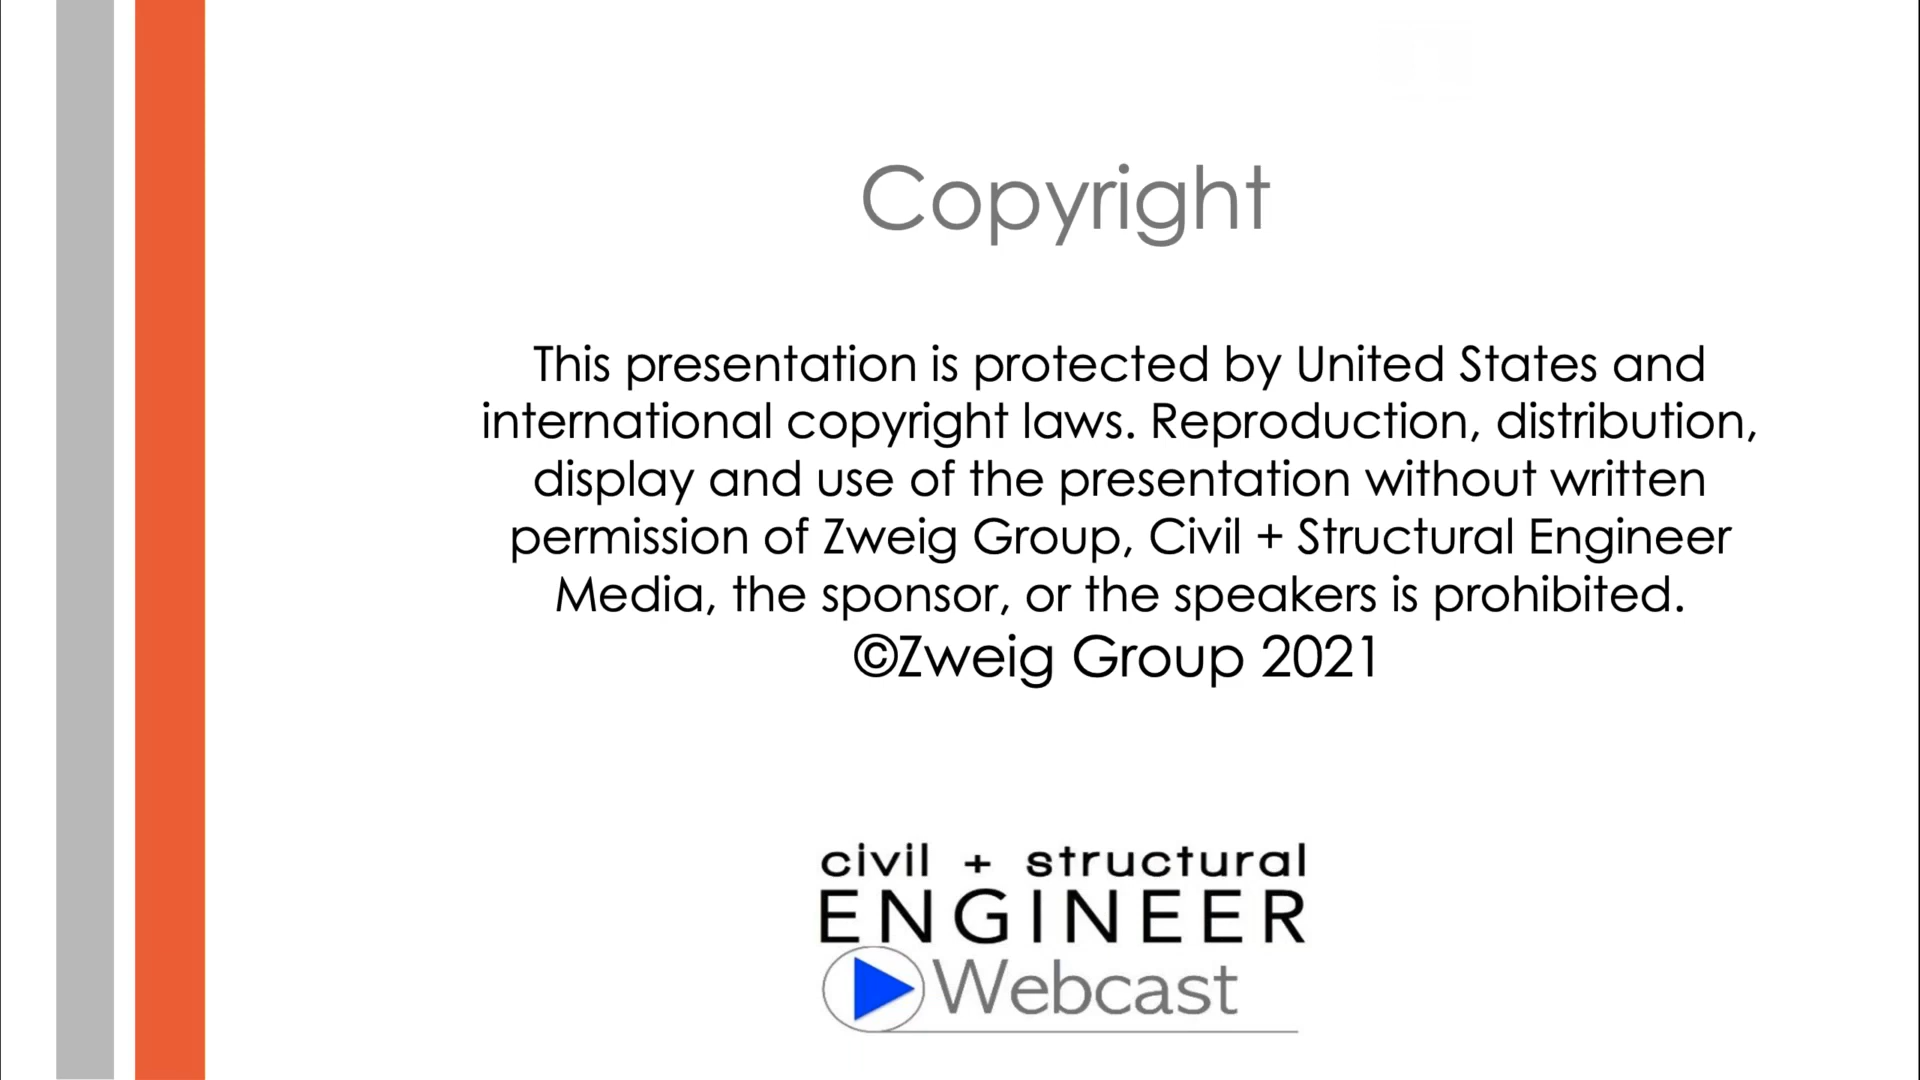 Copyright
This presentation is protected by United States and
international copyright laws. Reproduction, distribution,
display and use of the presentation without written
permission of Zweig Group, Civil + Structural Engineer
Media, the sponsor, or the speakers is prohibited.
©Zweig Group 2021
civil + structural
ENGINEER
Webcast